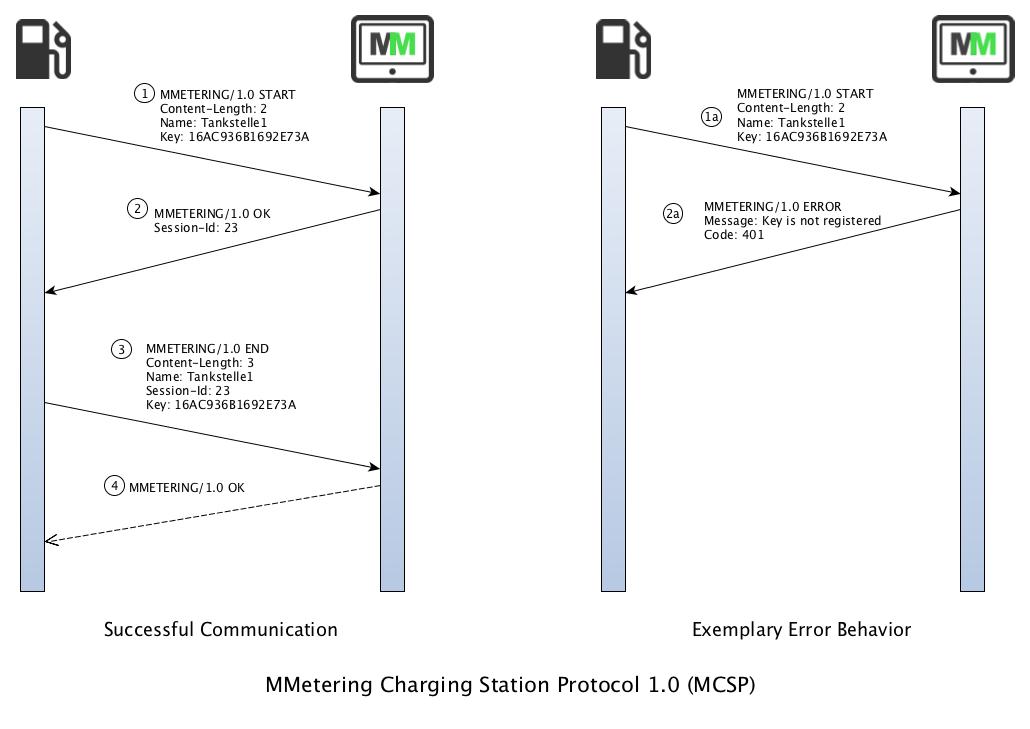 MM
MM
1
MMETERING/1.0 START
Content-Length: 2
Name: Tankstelle1
Key: 16AC936B1692E73A
2
MMETERING/1.0 OK
Session-Id: 23
3
MMETERING/1.0 END
Content-Length: 3
Name: Tankstelle1
Session-Id: 23
Key: 16AC936B1692E73A
4
MMETERING/1.0 OK
1a
MMETERING/1.0 START
Content-Length: 2
Name: Tankstelle1
Key: 16AC936B1692E73A
2a
MMETERING/1.0 ERROR
Message: Key is not registered
Code: 401
Successful Communication
Exemplary Error Behavior
MMetering Charging Station Protocol 1.0 (MCSP)